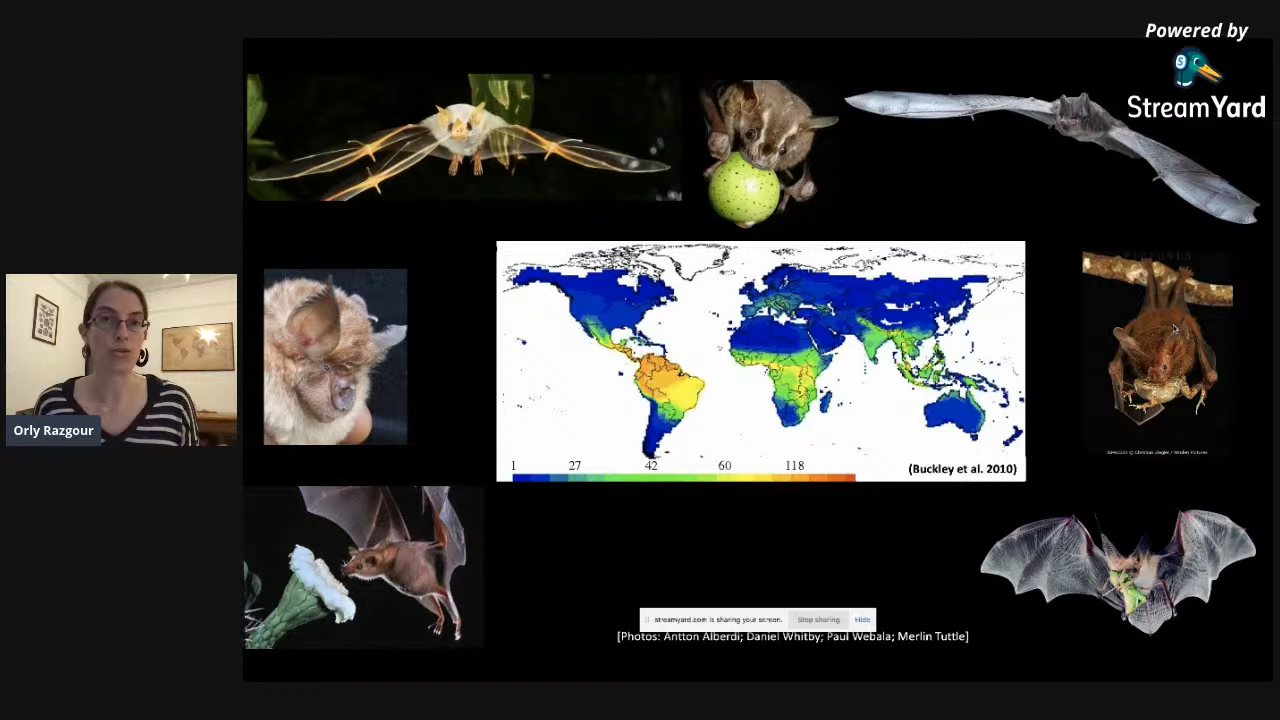 Powered by
StreamYard
Orly Razgour
1 27 42 60 118
(Buckley et al. 2010)
streamyard.com is sharing your screen. Stop sharing Hide
[Photos: Antton Alberdi; Daniel Whitby; Paul Webala; Merlin Tuttle]